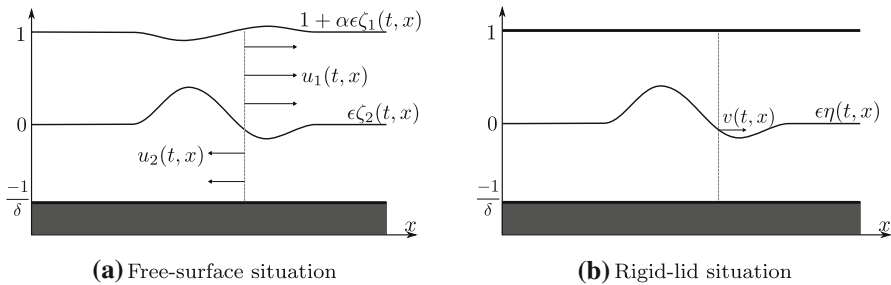 1
1 + αϵζ₁(t, x)
u₁(t, x)
0
ϵζ₂(t, x)
u₂(t, x)
−1/δ
x
(a) Free-surface situation
1
0
v(t, x)
ϵη(t, x)
−1/δ
x
(b) Rigid-lid situation